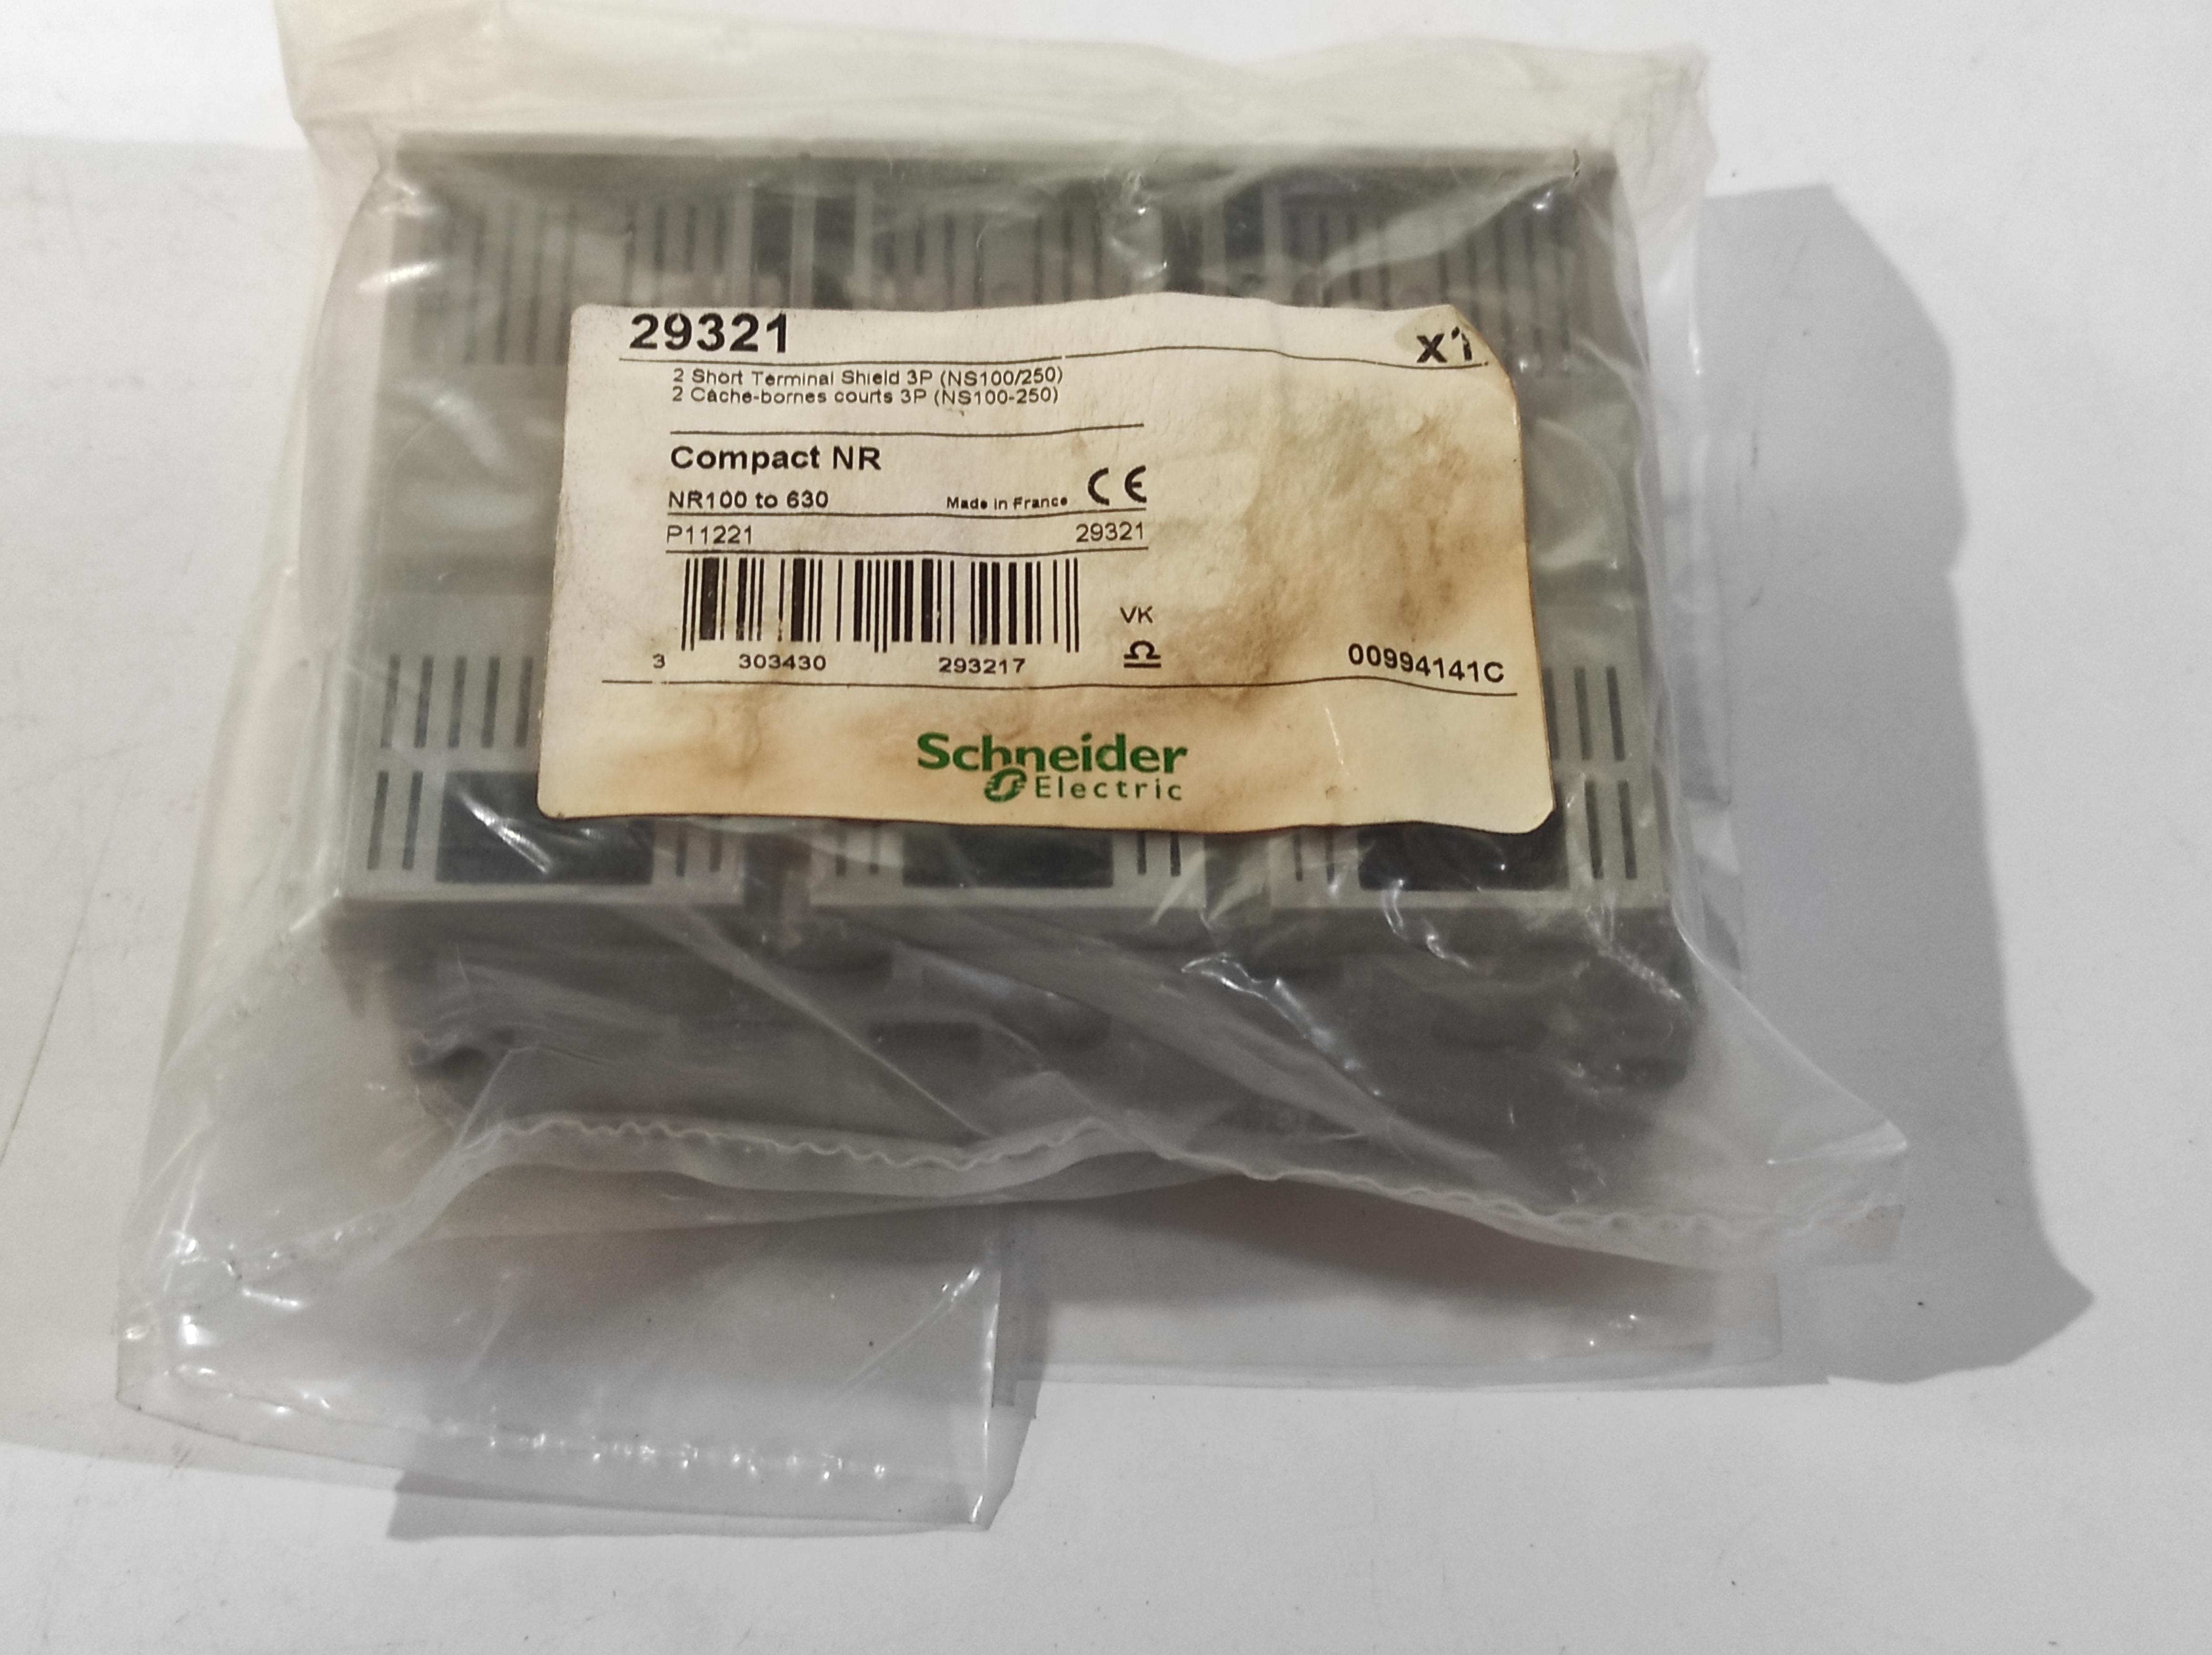 29321 x1
2 Short Terminal Shield 3P (NS100/250)
2 Cache-bornes courts 3P (NS100-250)
Compact NR
NR100 to 630 Made in France CE
P11221 29321
VK
3 303430 293217
00994141C
Schneider
Electric